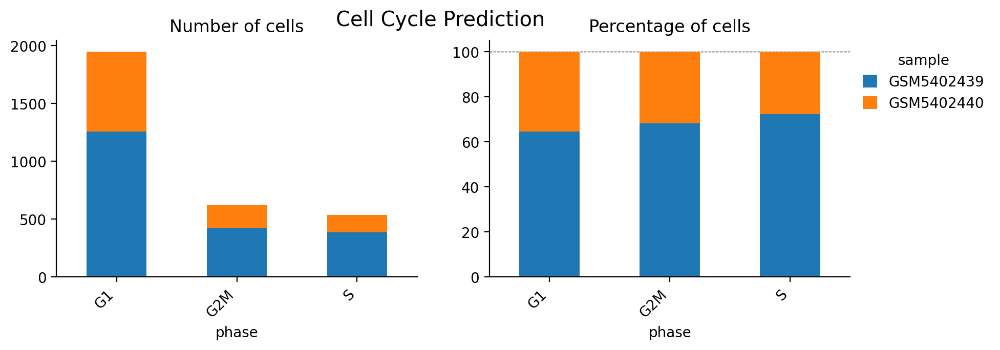 Cell Cycle Prediction
Number of cells
2000
1500
1000
500
0
G1
G2M
S
phase
Percentage of cells
100
80
60
40
20
0
G1
G2M
S
phase
sample
GSM5402439
GSM5402440